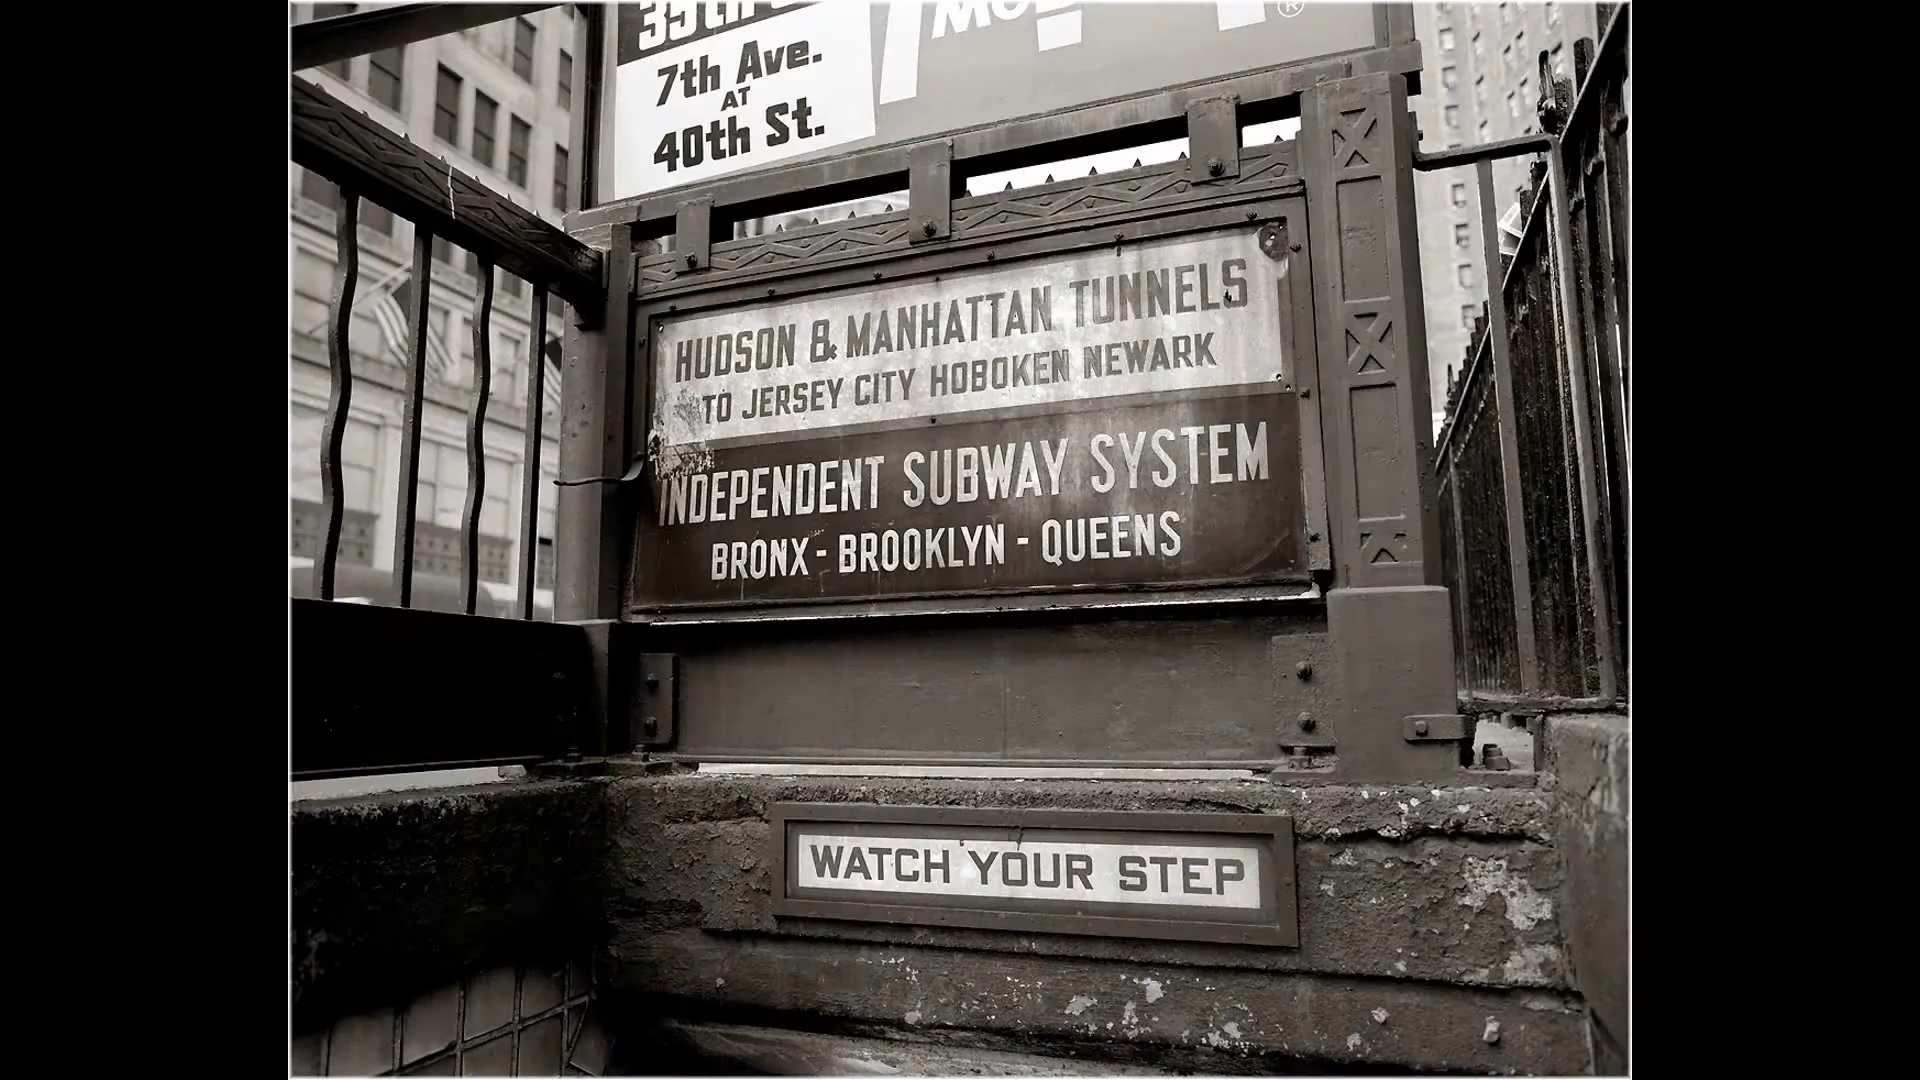 35th
7th Ave.
AT
40th St.
®
HUDSON & MANHATTAN TUNNELS
TO JERSEY CITY HOBOKEN NEWARK
INDEPENDENT SUBWAY SYSTEM
BRONX - BROOKLYN - QUEENS
WATCH YOUR STEP